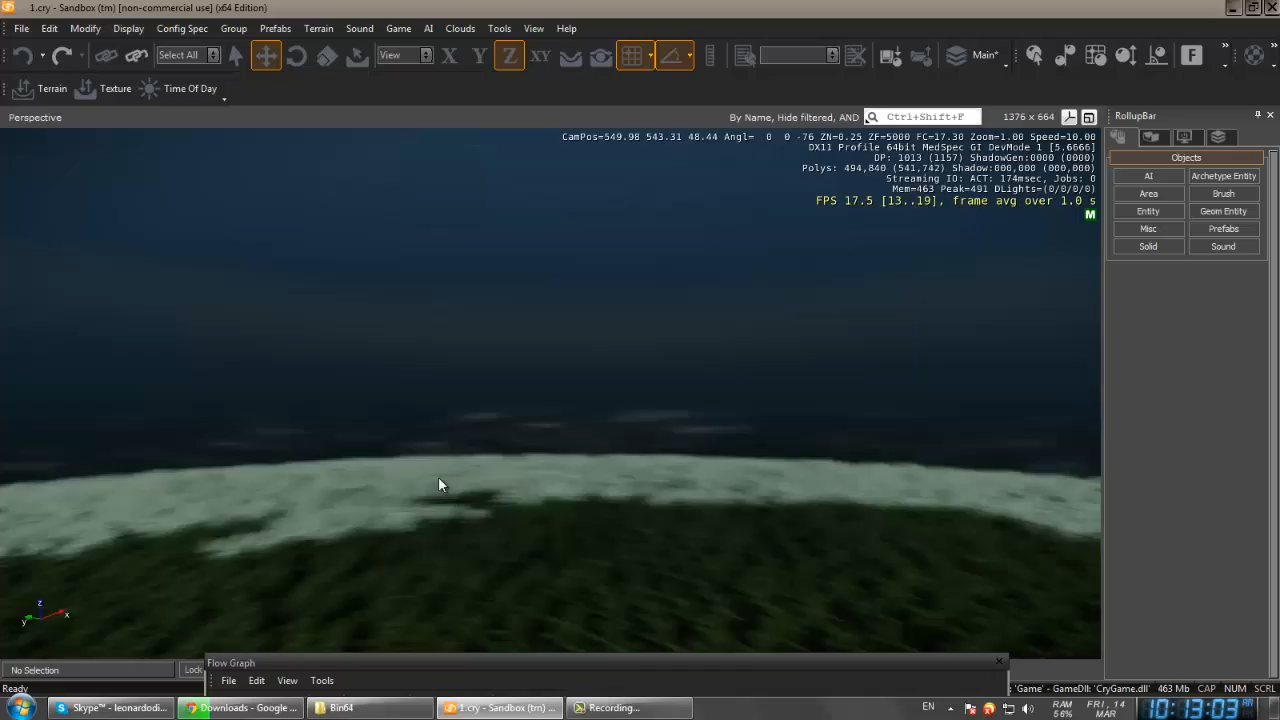 1.cry - Sandbox (tm) [non-commercial use] (x64 Edition)
File Edit Modify Display Config Spec Group Prefabs Terrain Sound Game AI Clouds Tools View Help
Select All View X Y Z XY Main* F
Terrain Texture Time Of Day
Perspective By Name, Hide filtered, AND Ctrl+Shift+F 1376 x 664 RollupBar
CamPos=549.98 543.31 48.44 Angl= 0 0 -76 ZN=0.25 ZF=5000 FC=17.30 Zoom=1.00 Speed=10.00
DX11 Profile 64bit MedSpec GI DevMode 1 [5.6666]
DP: 1013 (1157) ShadowGen:0000 (0000)
Polys: 494,840 (541,742) Shadow:000,000 (000,000)
Streaming IO: ACT: 174msec, Jobs: 0
Mem=463 Peak=491 DLights=(0/0/0/0)
FPS 17.5 [13..19], frame avg over 1.0 s
M
Objects
AI Archetype Entity
Area Brush
Entity Geom Entity
Misc Prefabs
Solid Sound
z
x
y
No Selection Lock
Flow Graph
File Edit View Tools
Ready 'Game' - GameDll: 'CryGame.dll' 463 Mb CAP NUM SCRL
Skype™ - leonardodi... Downloads - Google ... Bin64 1.cry - Sandbox (tm) ... Recording... EN RAM 56% FRI, 14 MAR 10:13:03 AM